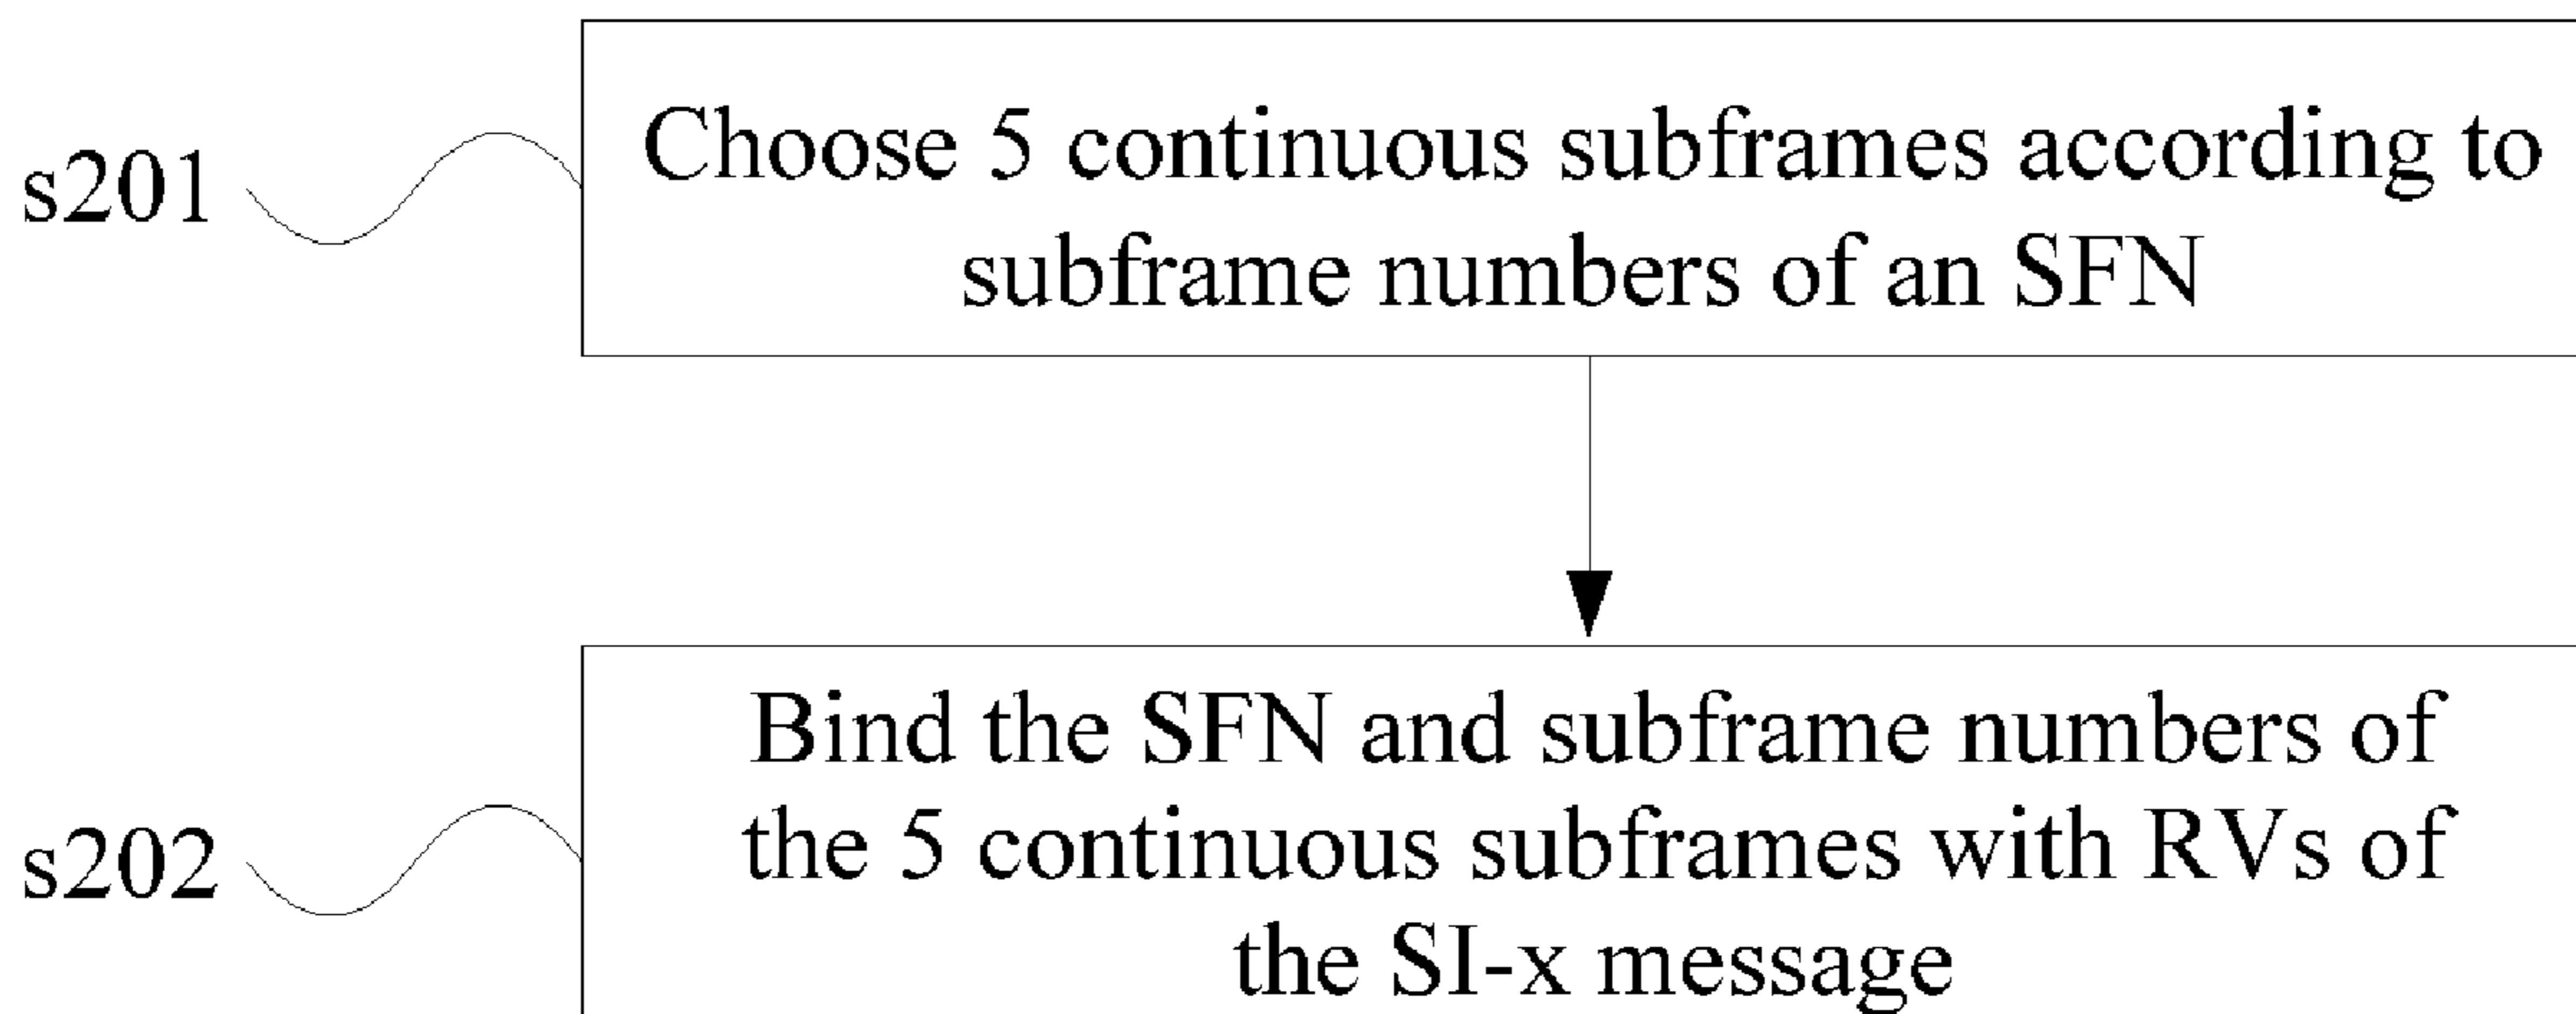 s201
Choose 5 continuous subframes according to
subframe numbers of an SFN
s202
Bind the SFN and subframe numbers of
the 5 continuous subframes with RVs of
the SI-x message